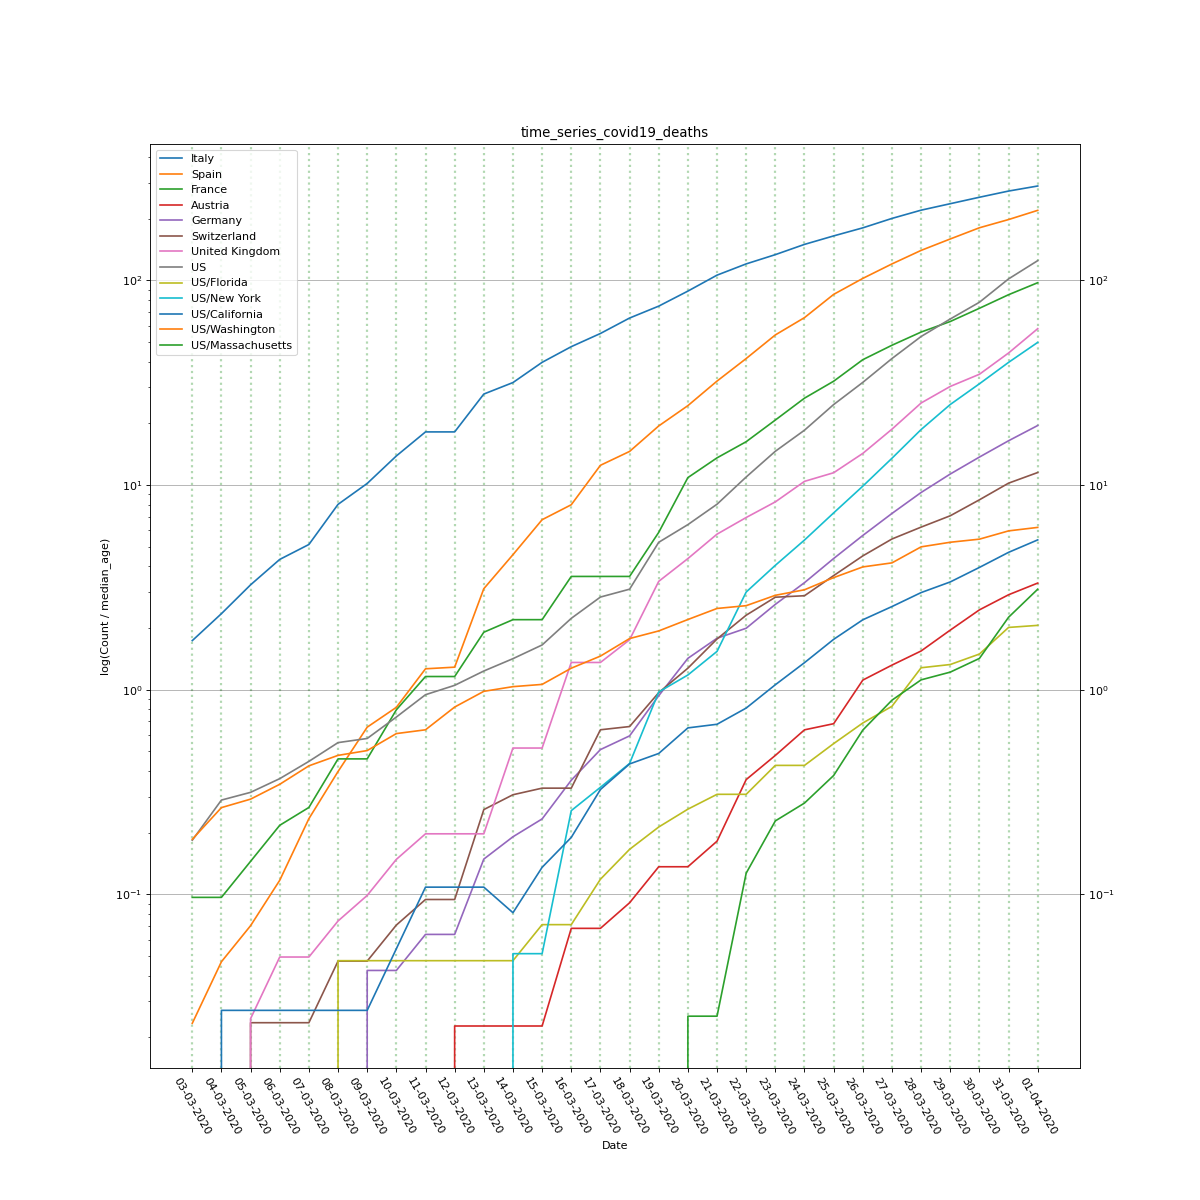 time_series_covid19_deaths
Italy
Spain
France
Austria
Germany
Switzerland
United Kingdom
US
US/Florida
US/New York
US/California
US/Washington
US/Massachusetts
log(Count / median_age)
10²
10¹
10⁰
10⁻¹
10²
10¹
10⁰
10⁻¹
03-03-2020
04-03-2020
05-03-2020
06-03-2020
07-03-2020
08-03-2020
09-03-2020
10-03-2020
11-03-2020
12-03-2020
13-03-2020
14-03-2020
15-03-2020
16-03-2020
17-03-2020
18-03-2020
19-03-2020
20-03-2020
21-03-2020
22-03-2020
23-03-2020
24-03-2020
25-03-2020
26-03-2020
27-03-2020
28-03-2020
29-03-2020
30-03-2020
31-03-2020
01-04-2020
Date